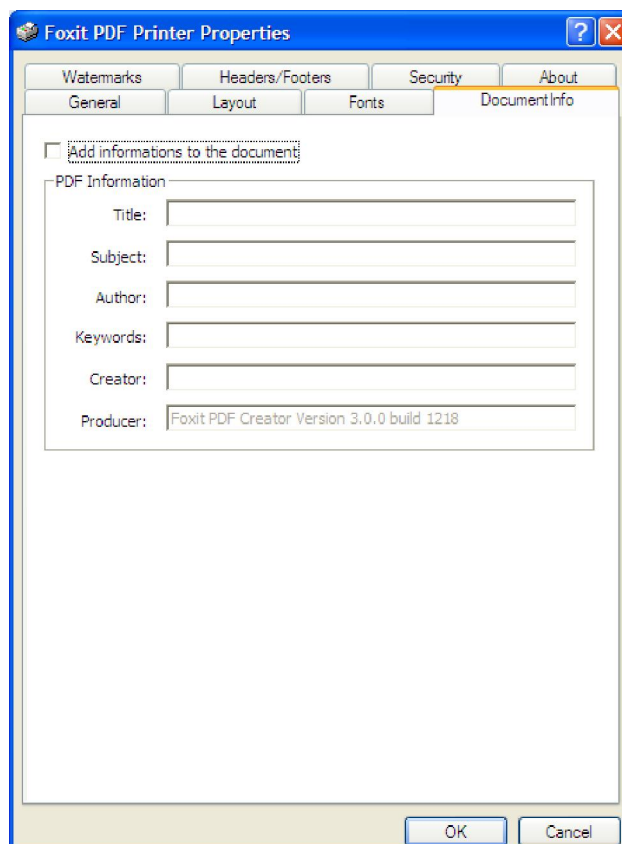 Foxit PDF Printer Properties
Watermarks Headers/Footers Security About
General Layout Fonts DocumentInfo
Add informations to the document
PDF Information
Title:
Subject:
Author:
Keywords:
Creator:
Producer: Foxit PDF Creator Version 3.0.0 build 1218
OK Cancel